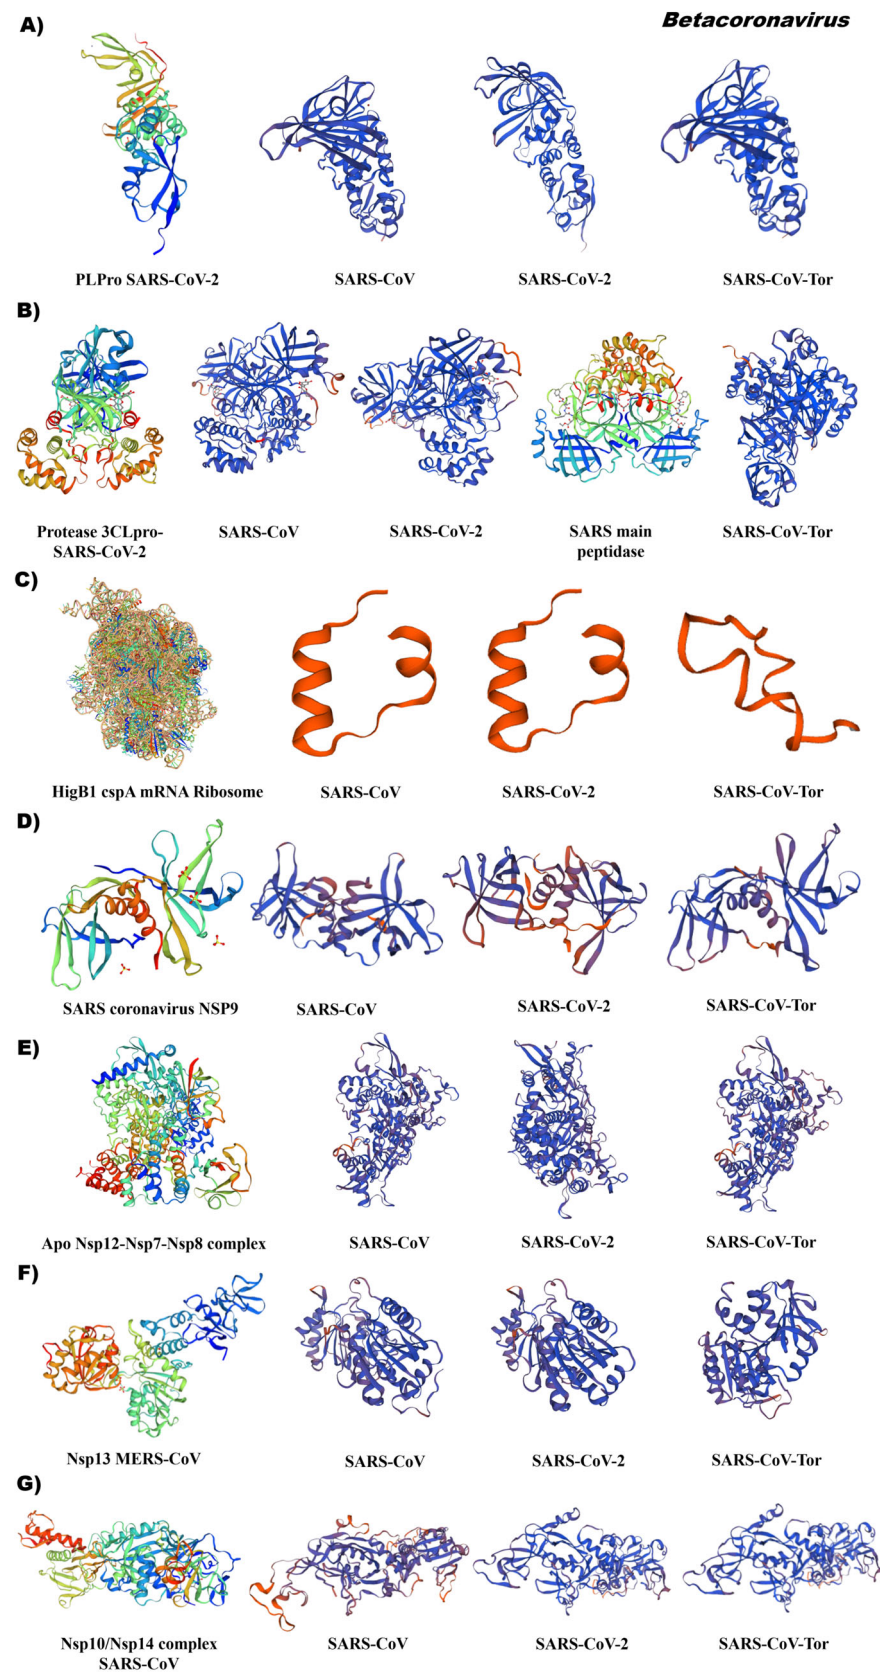 A)
Betacoronavirus
PLPro SARS-CoV-2
SARS-CoV
SARS-CoV-2
SARS-CoV-Tor
B)
Protease 3CLpro-
SARS-CoV-2
SARS-CoV
SARS-CoV-2
SARS main
peptidase
SARS-CoV-Tor
C)
HigB1 cspA mRNA Ribosome
SARS-CoV
SARS-CoV-2
SARS-CoV-Tor
D)
SARS coronavirus NSP9
SARS-CoV
SARS-CoV-2
SARS-CoV-Tor
E)
Apo Nsp12-Nsp7-Nsp8 complex
SARS-CoV
SARS-CoV-2
SARS-CoV-Tor
F)
Nsp13 MERS-CoV
SARS-CoV
SARS-CoV-2
SARS-CoV-Tor
G)
Nsp10/Nsp14 complex
SARS-CoV
SARS-CoV
SARS-CoV-2
SARS-CoV-Tor